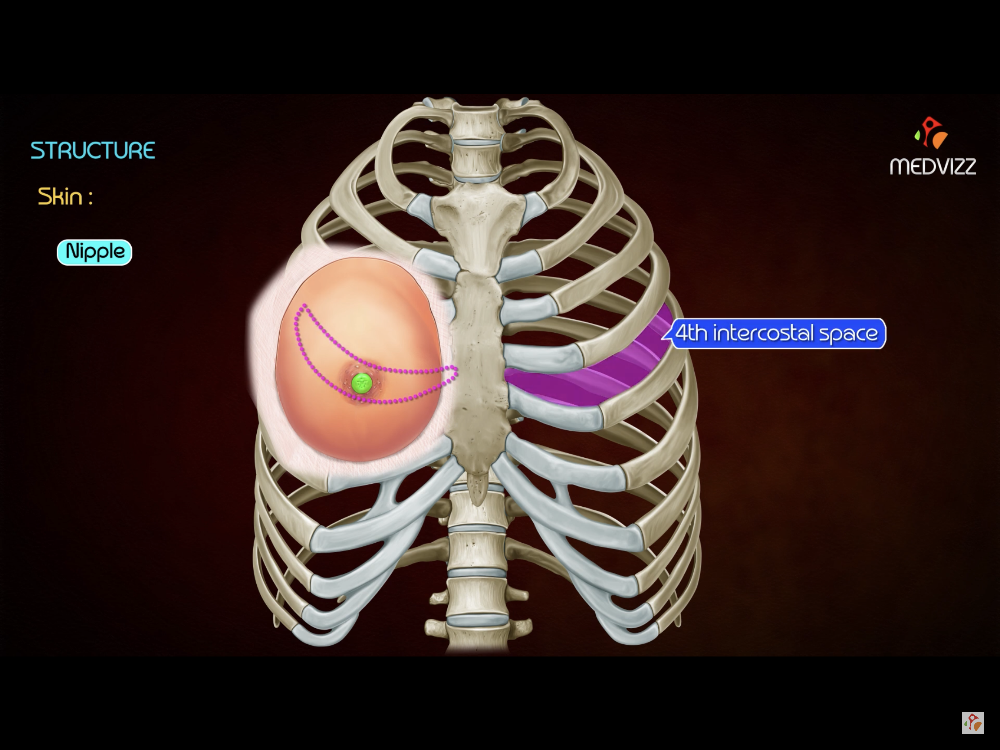 STRUCTURE
Skin :
Nipple
MEDVIZZ
4th intercostal space